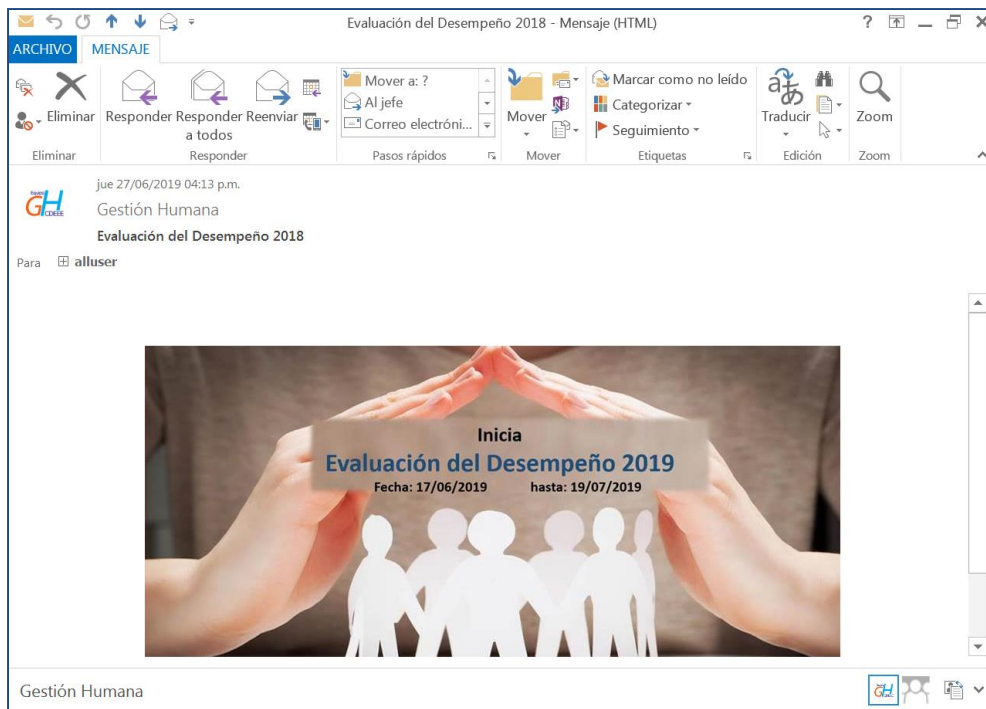 Evaluación del Desempeño 2018 - Mensaje (HTML)
?
ARCHIVO MENSAJE
Eliminar
Responder Responder Reenviar
a todos
Mover a: ?
Al jefe
Correo electróni...
Mover
Marcar como no leído
Categorizar
Seguimiento
Traducir
Zoom
Eliminar Responder Pasos rápidos Mover Etiquetas Edición Zoom
jue 27/06/2019 04:13 p.m.
Gestión Humana
Evaluación del Desempeño 2018
Para alluser
GH
CDEEE
Inicia
Evaluación del Desempeño 2019
Fecha: 17/06/2019 hasta: 19/07/2019
Gestión Humana
GH